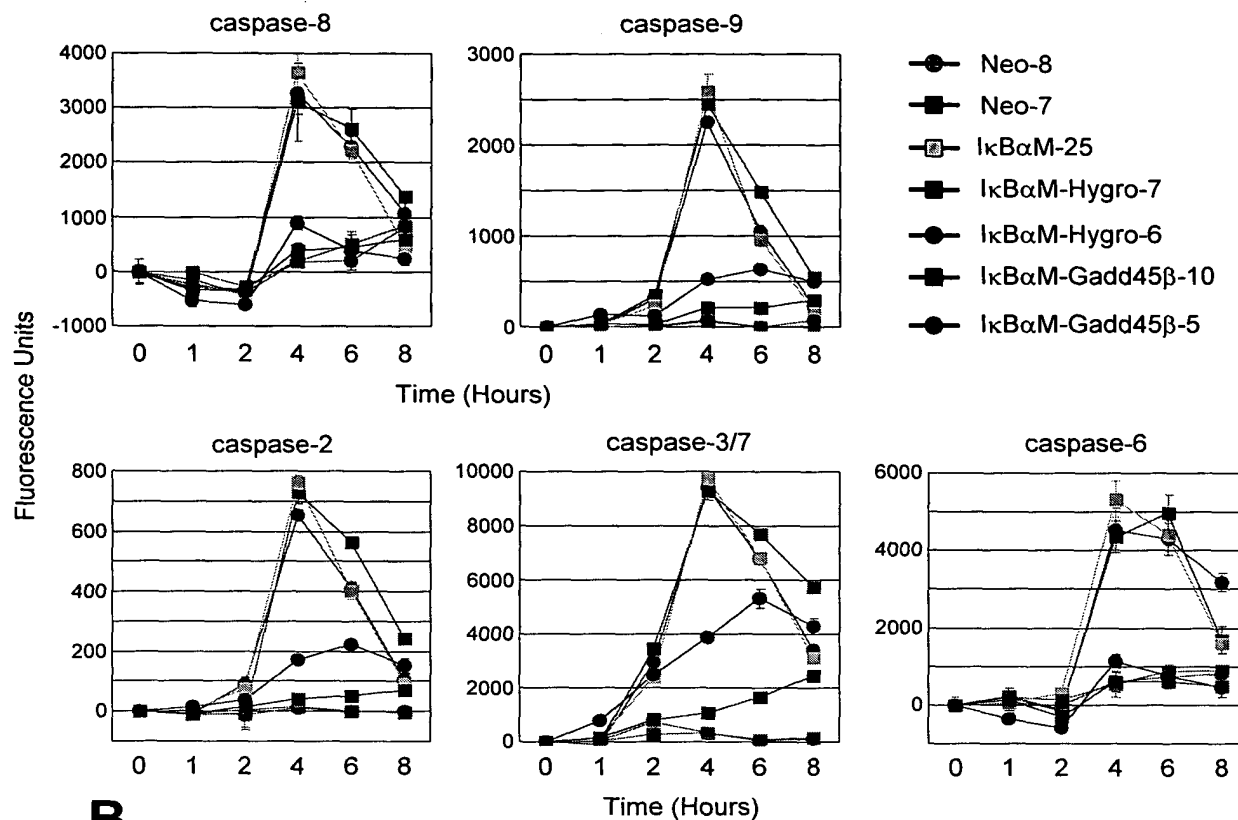 caspase-8
4000
3000
2000
1000
0
-1000
0 1 2 4 6 8
caspase-9
3000
2000
1000
0
0 1 2 4 6 8
Neo-8
Neo-7
IκBαM-25
IκBαM-Hygro-7
IκBαM-Hygro-6
IκBαM-Gadd45β-10
IκBαM-Gadd45β-5
Time (Hours)
Fluorescence Units
caspase-2
800
600
400
200
0
0 1 2 4 6 8
caspase-3/7
10000
8000
6000
4000
2000
0
0 1 2 4 6 8
caspase-6
6000
4000
2000
0
0 1 2 4 6 8
Time (Hours)
B